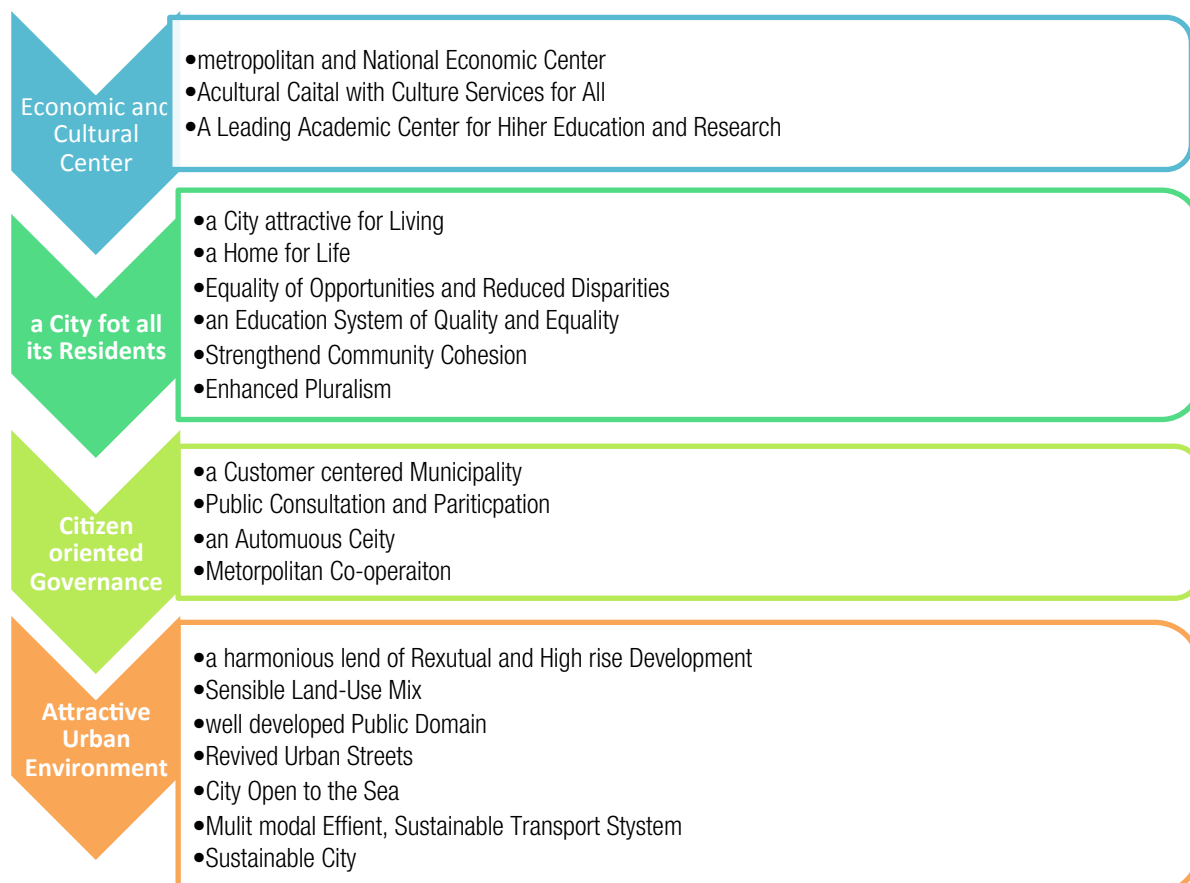 Economic and
Cultural
Center
•metropolitan and National Economic Center
•Acultural Caital with Culture Services for All
•A Leading Academic Center for Hiher Education and Research
a City fot all
its Residents
•a City attractive for Living
•a Home for Life
•Equality of Opportunities and Reduced Disparities
•an Education System of Quality and Equality
•Strengthend Community Cohesion
•Enhanced Pluralism
Citizen
oriented
Governance
•a Customer centered Municipality
•Public Consultation and Pariticpation
•an Automuous Ceity
•Metorpolitan Co-operaiton
Attractive
Urban
Environment
•a harmonious lend of Rexutual and High rise Development
•Sensible Land-Use Mix
•well developed Public Domain
•Revived Urban Streets
•City Open to the Sea
•Mulit modal Effient, Sustainable Transport Stystem
•Sustainable City